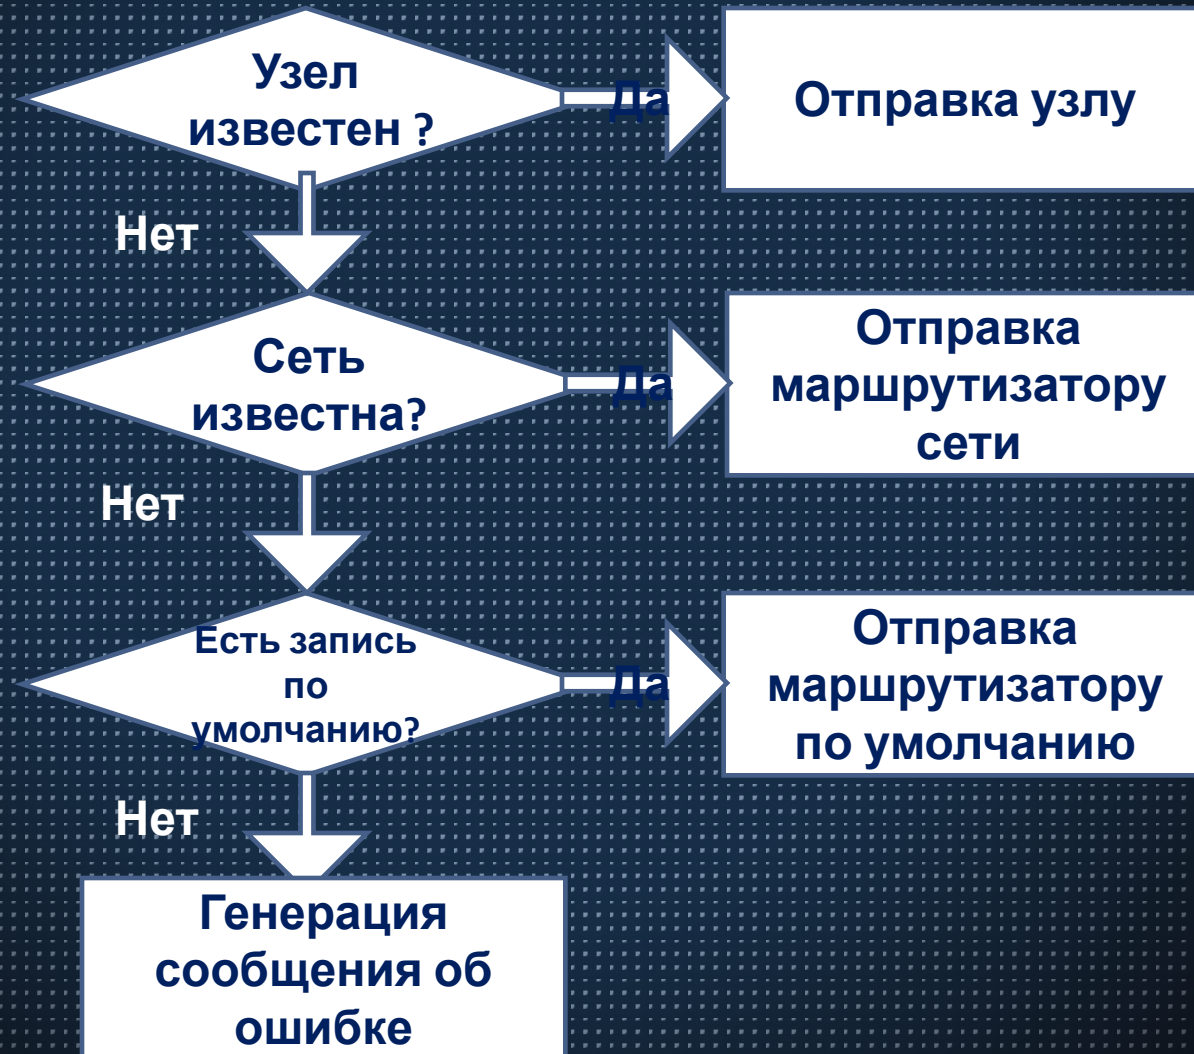 Узел
известен ?
Да
Отправка узлу
Нет
Сеть
известна?
Да
Отправка
маршрутизатору
сети
Нет
Есть запись
по
умолчанию?
Да
Отправка
маршрутизатору
по умолчанию
Нет
Генерация
сообщения об
ошибке